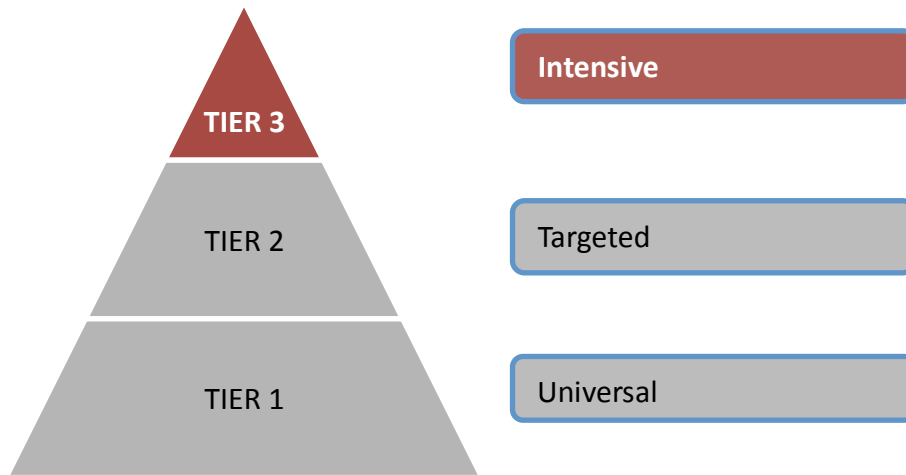 TIER 3
Intensive
TIER 2
Targeted
TIER 1
Universal